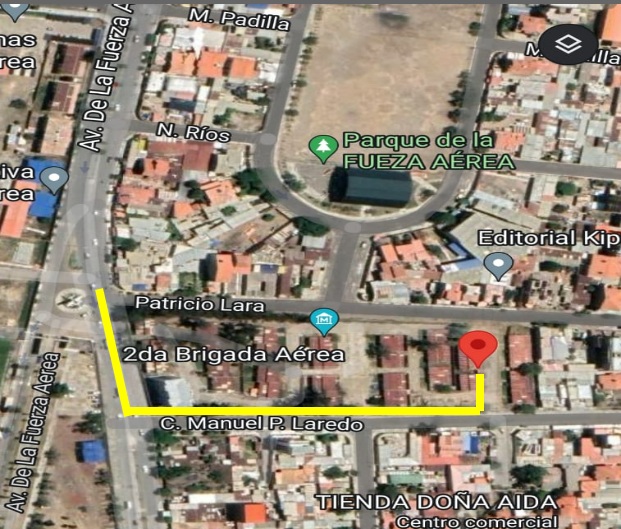 M. Padilla
nas
rea
Av. De La Fuerza A
M.
illa
N. Ríos
Parque de la
FUEZA AÉREA
iva
rea
Editorial Kip
Patricio Lara
2da Brigada Aérea
C. Manuel P. Laredo
Av. De La Fuerza Aérea
TIENDA DOÑA AIDA
Centro comercial